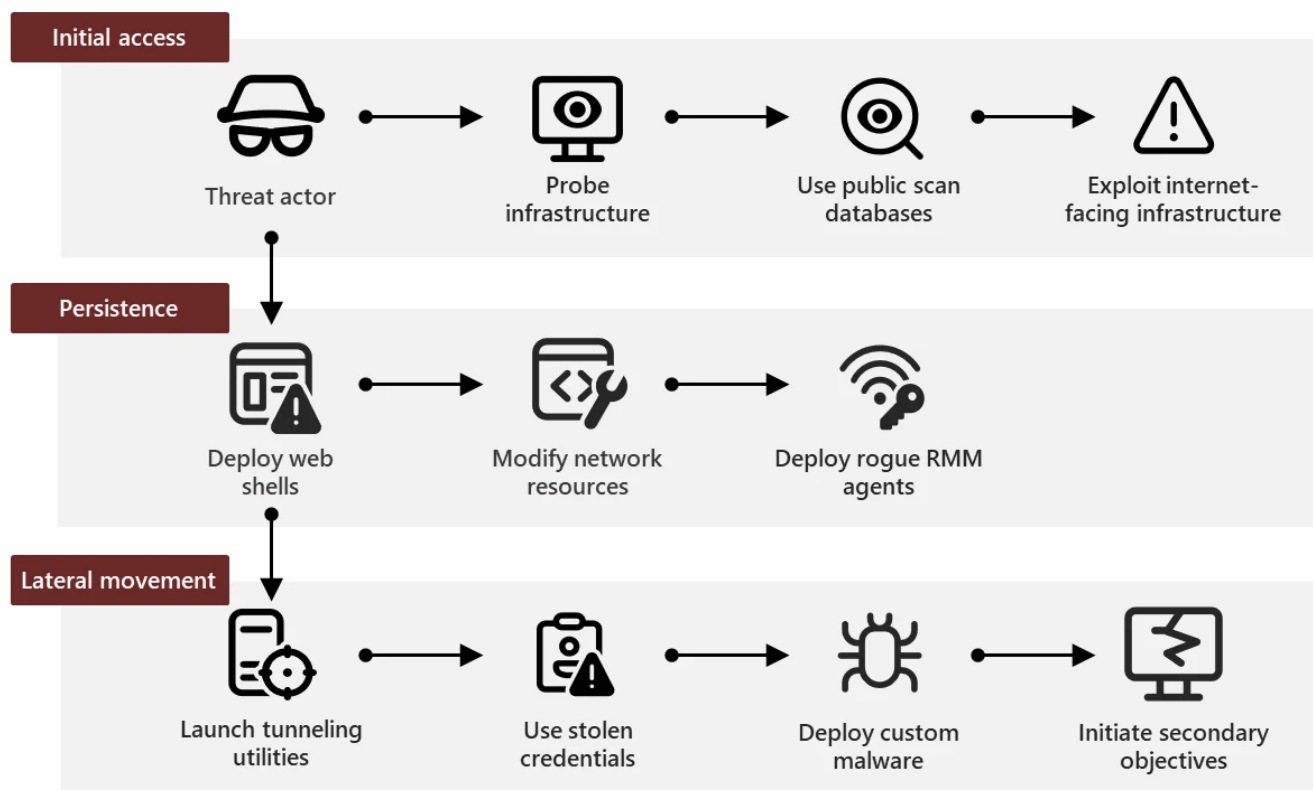 Initial access
Threat actor
Probe
infrastructure
Use public scan
databases
Exploit internet-
facing infrastructure
Persistence
Deploy web
shells
Modify network
resources
Deploy rogue RMM
agents
Lateral movement
Launch tunneling
utilities
Use stolen
credentials
Deploy custom
malware
Initiate secondary
objectives